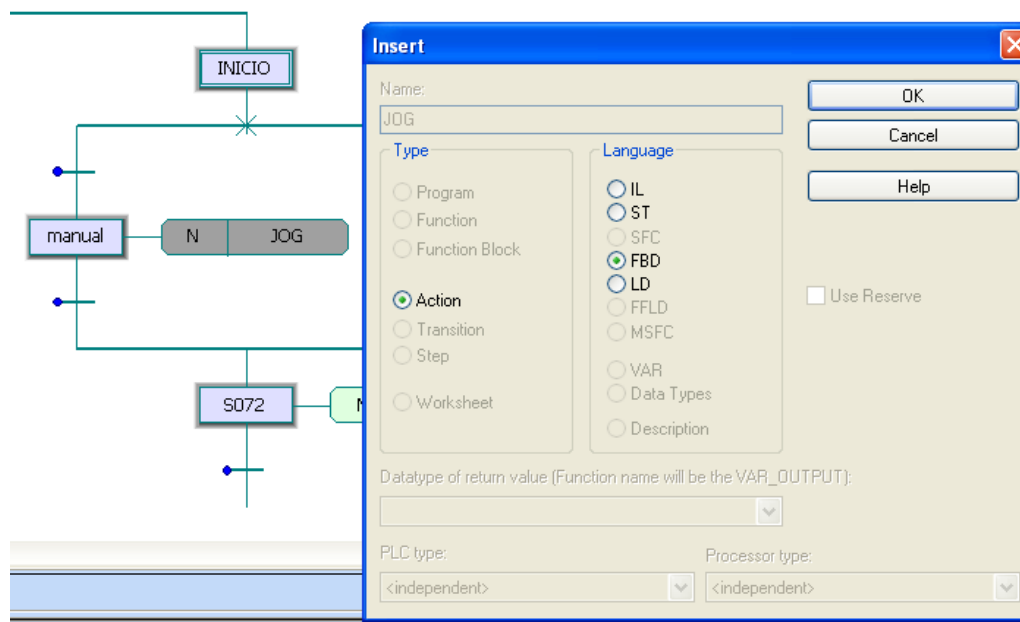 INICIO
manual
N
JOG
S072
Insert
Name:
JOG
OK
Cancel
Help
Type
Program
Function
Function Block
Action
Transition
Step
Worksheet
Language
IL
ST
SFC
FBD
LD
FFLD
MSFC
VAR
Data Types
Description
Use Reserve
Datatype of return value (Function name will be the VAR_OUTPUT):
PLC type:
Processor type:
<independent>
<independent>